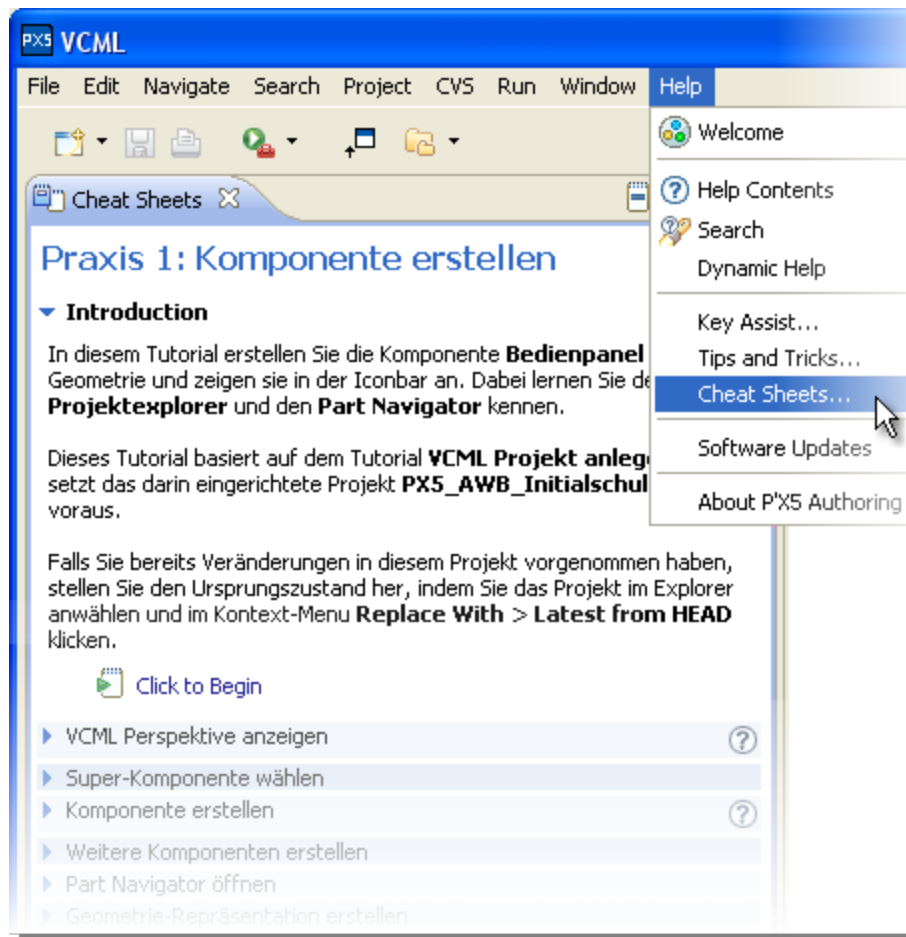 PX5 VCML
File Edit Navigate Search Project CVS Run Window Help
Welcome
Help Contents
Search
Dynamic Help
Key Assist...
Tips and Tricks...
Cheat Sheets...
Software Updates
About P'X5 Authoring
Cheat Sheets
Praxis 1: Komponente erstellen
Introduction
In diesem Tutorial erstellen Sie die Komponente Bedienpanel
Geometrie und zeigen sie in der Iconbar an. Dabei lernen Sie
Projektexplorer und den Part Navigator kennen.
Dieses Tutorial basiert auf dem Tutorial VCML Projekt
setzt das darin eingerichtete Projekt
voraus.
Falls Sie bereits Veränderungen in diesem Projekt vorgenommen haben,
stellen Sie den Ursprungszustand her, indem Sie das Projekt im Explorer
anwählen und im Kontext-Menu Replace With > Latest from HEAD
klicken.
Click to Begin
VCML Perspektive anzeigen
Super-Komponente wählen
Komponente erstellen
Weitere Komponenten erstellen
Part Navigator öffnen
Geometrie-Repräsentation erstellen